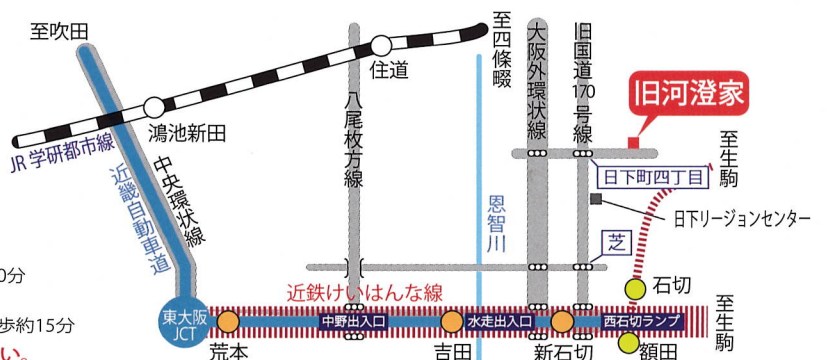 至吹田
至四條畷
大阪外環状線
旧国道170号線
住道
旧河澄家
鴻池新田
八尾枚方線
JR学研都市線
中央環状線
近畿自動車道
至生駒
日下町四丁目
恩智川
日下リージョンセンター
芝
0分
近鉄けいはんな線
石切
歩約15分
東大阪
JCT
中野出入口
水走出入口
西石切ランプ
至生駒
い。
荒本
吉田
新石切
額田